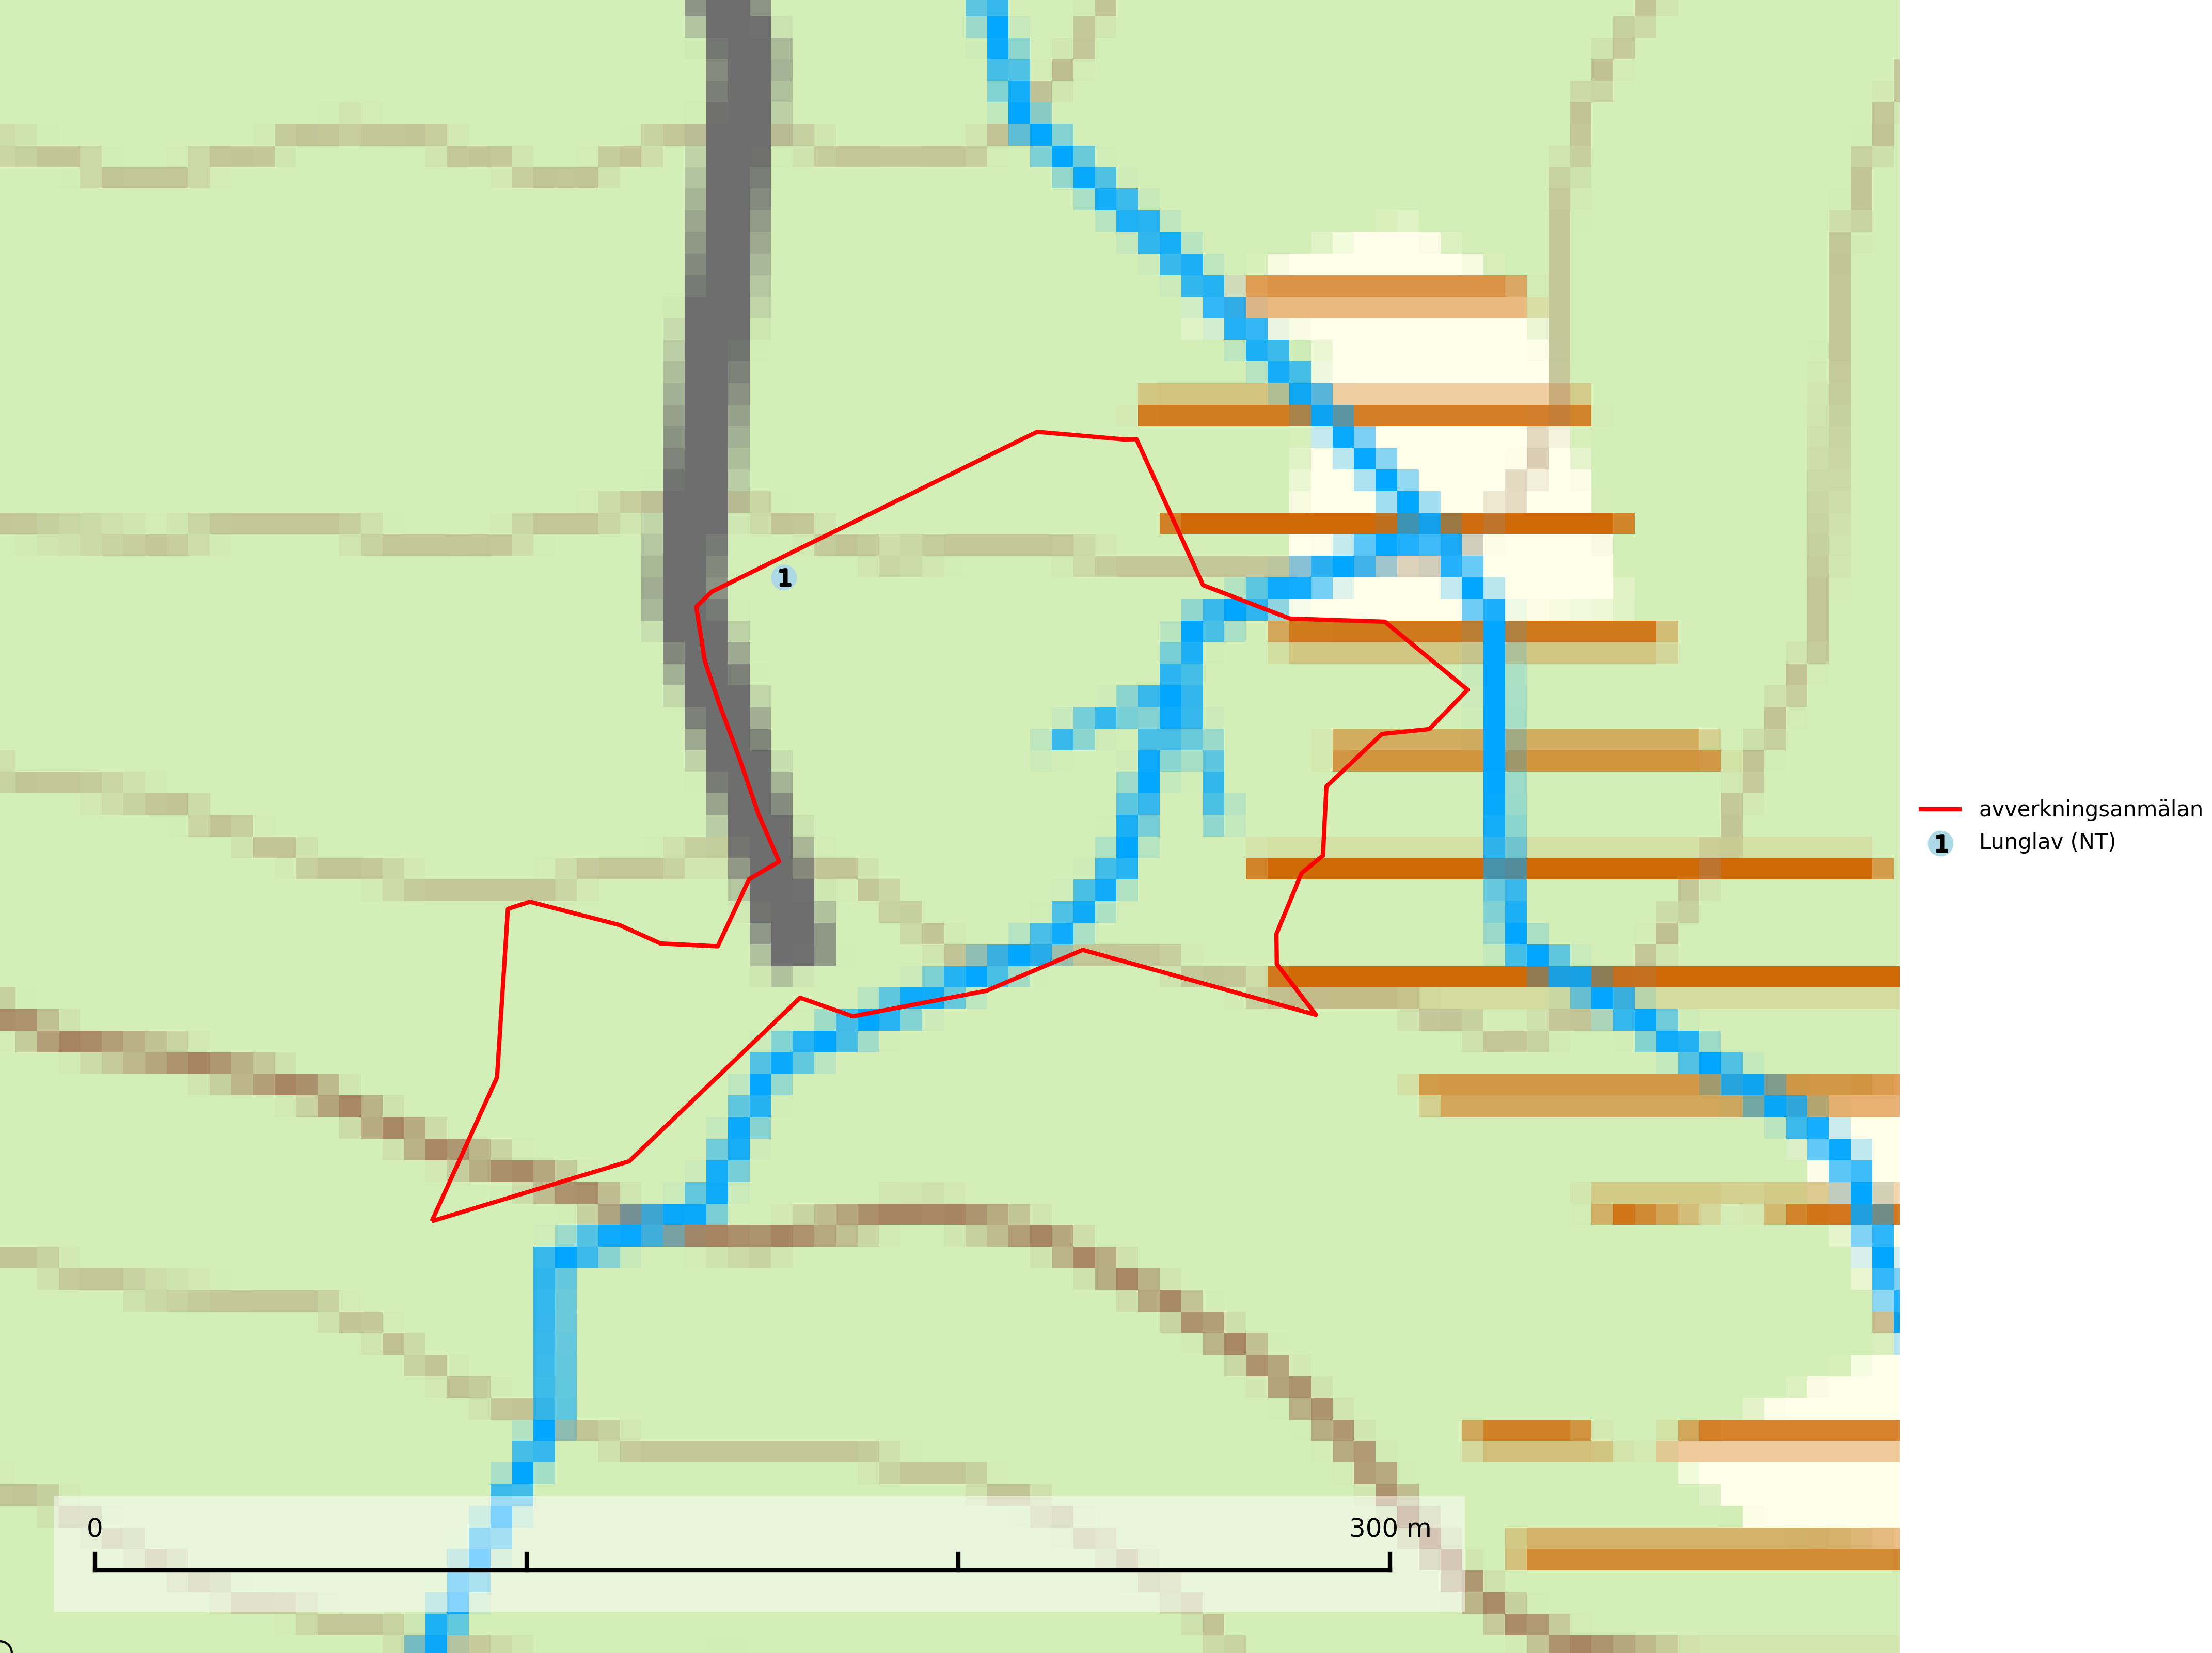 1
avverkningsanmälan
1 Lunglav (NT)
0 300 m